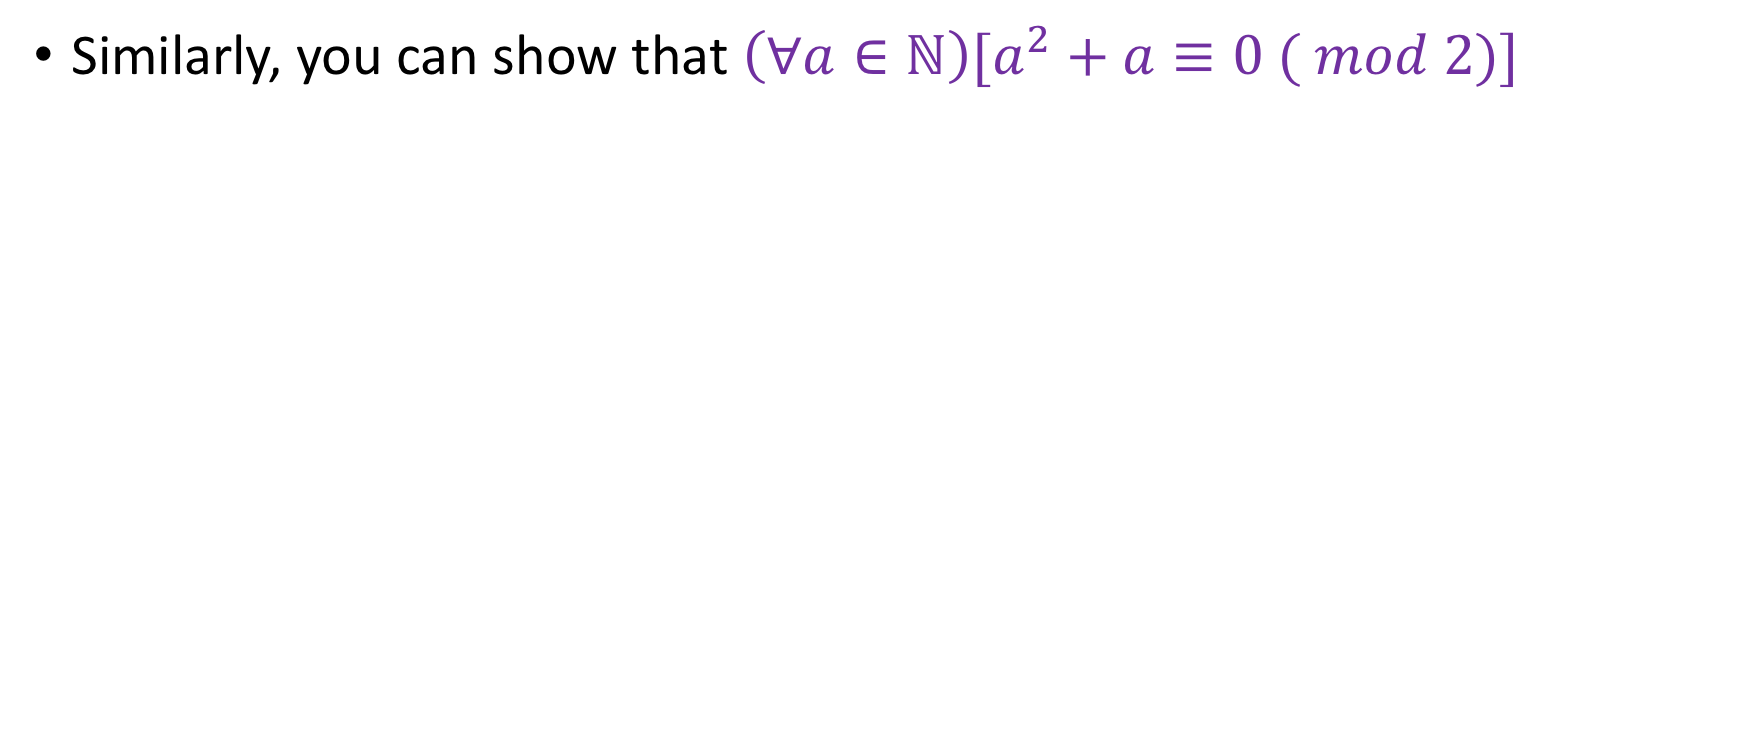 • Similarly, you can show that (∀𝑎 ∈ ℕ)[𝑎² + 𝑎 ≡ 0 ( 𝑚𝑜𝑑 2)]